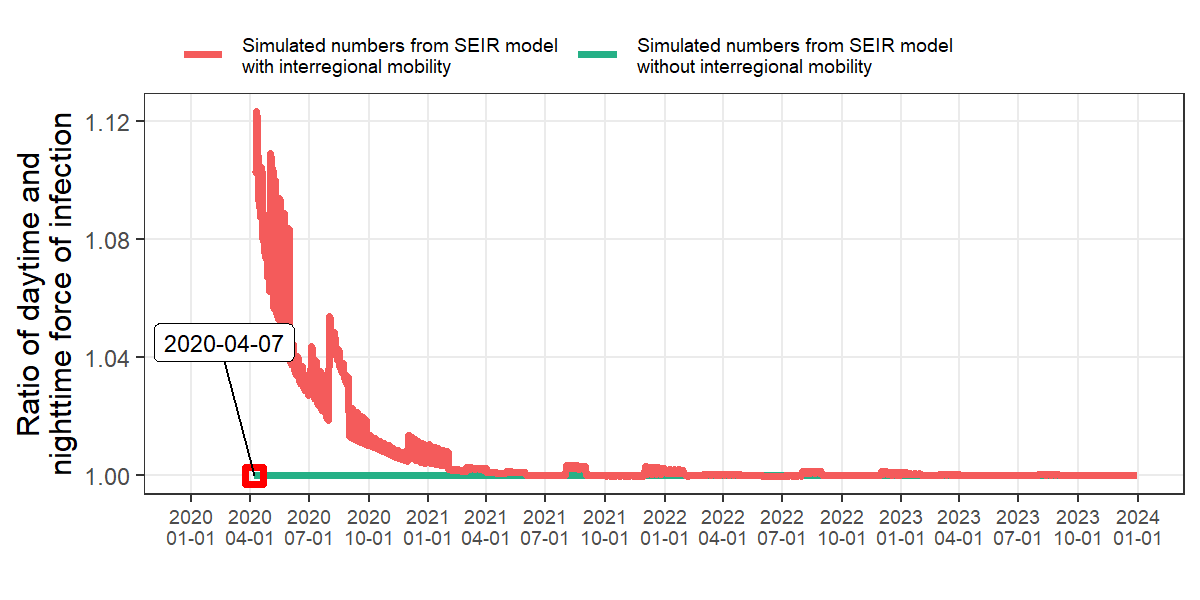 Simulated numbers from SEIR model
with interregional mobility
Simulated numbers from SEIR model
without interregional mobility
Ratio of daytime and
nighttime force of infection
1.12
1.08
1.04
1.00
2020-04-07
2020 2020 2020 2020 2021 2021 2021 2021 2022 2022 2022 2022 2023 2023 2023 2023 2024
01-01 04-01 07-01 10-01 01-01 04-01 07-01 10-01 01-01 04-01 07-01 10-01 01-01 04-01 07-01 10-01 01-01